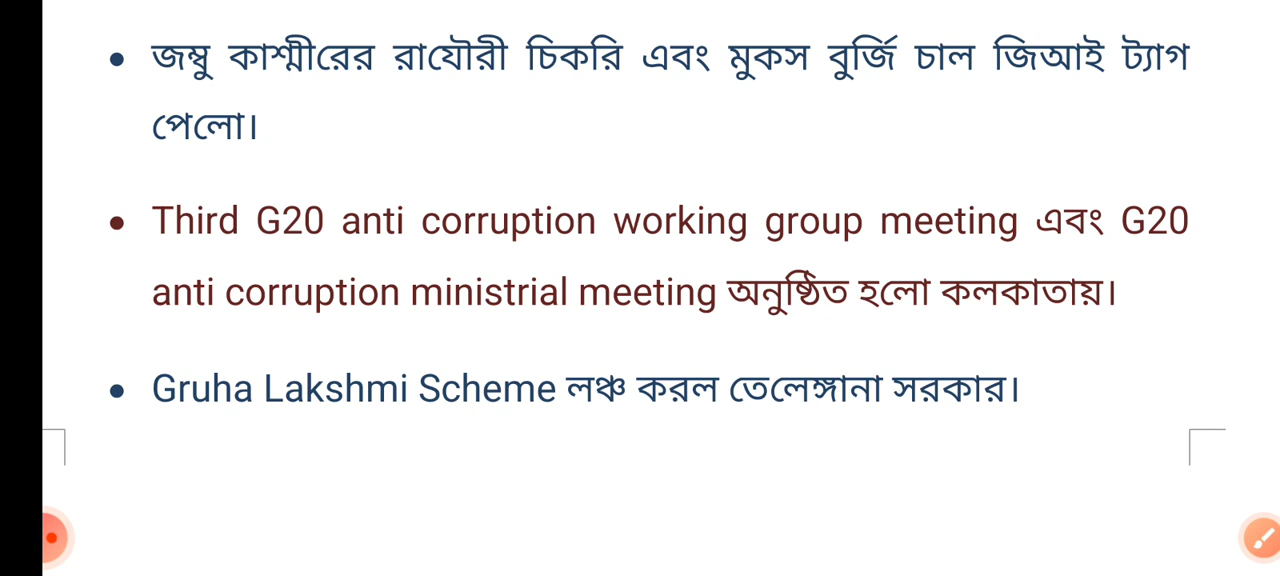 • জম্বু কাশ্মীরের রাযৌরী চিকরি এবং মুকস বুর্জি চাল জিআই ট্যাগ
পেলো।
• Third G20 anti corruption working group meeting এবং G20
anti corruption ministrial meeting অনুষ্ঠিত হলো কলকাতায়।
• Gruha Lakshmi Scheme লঞ্চ করল তেলেঙ্গানা সরকার।